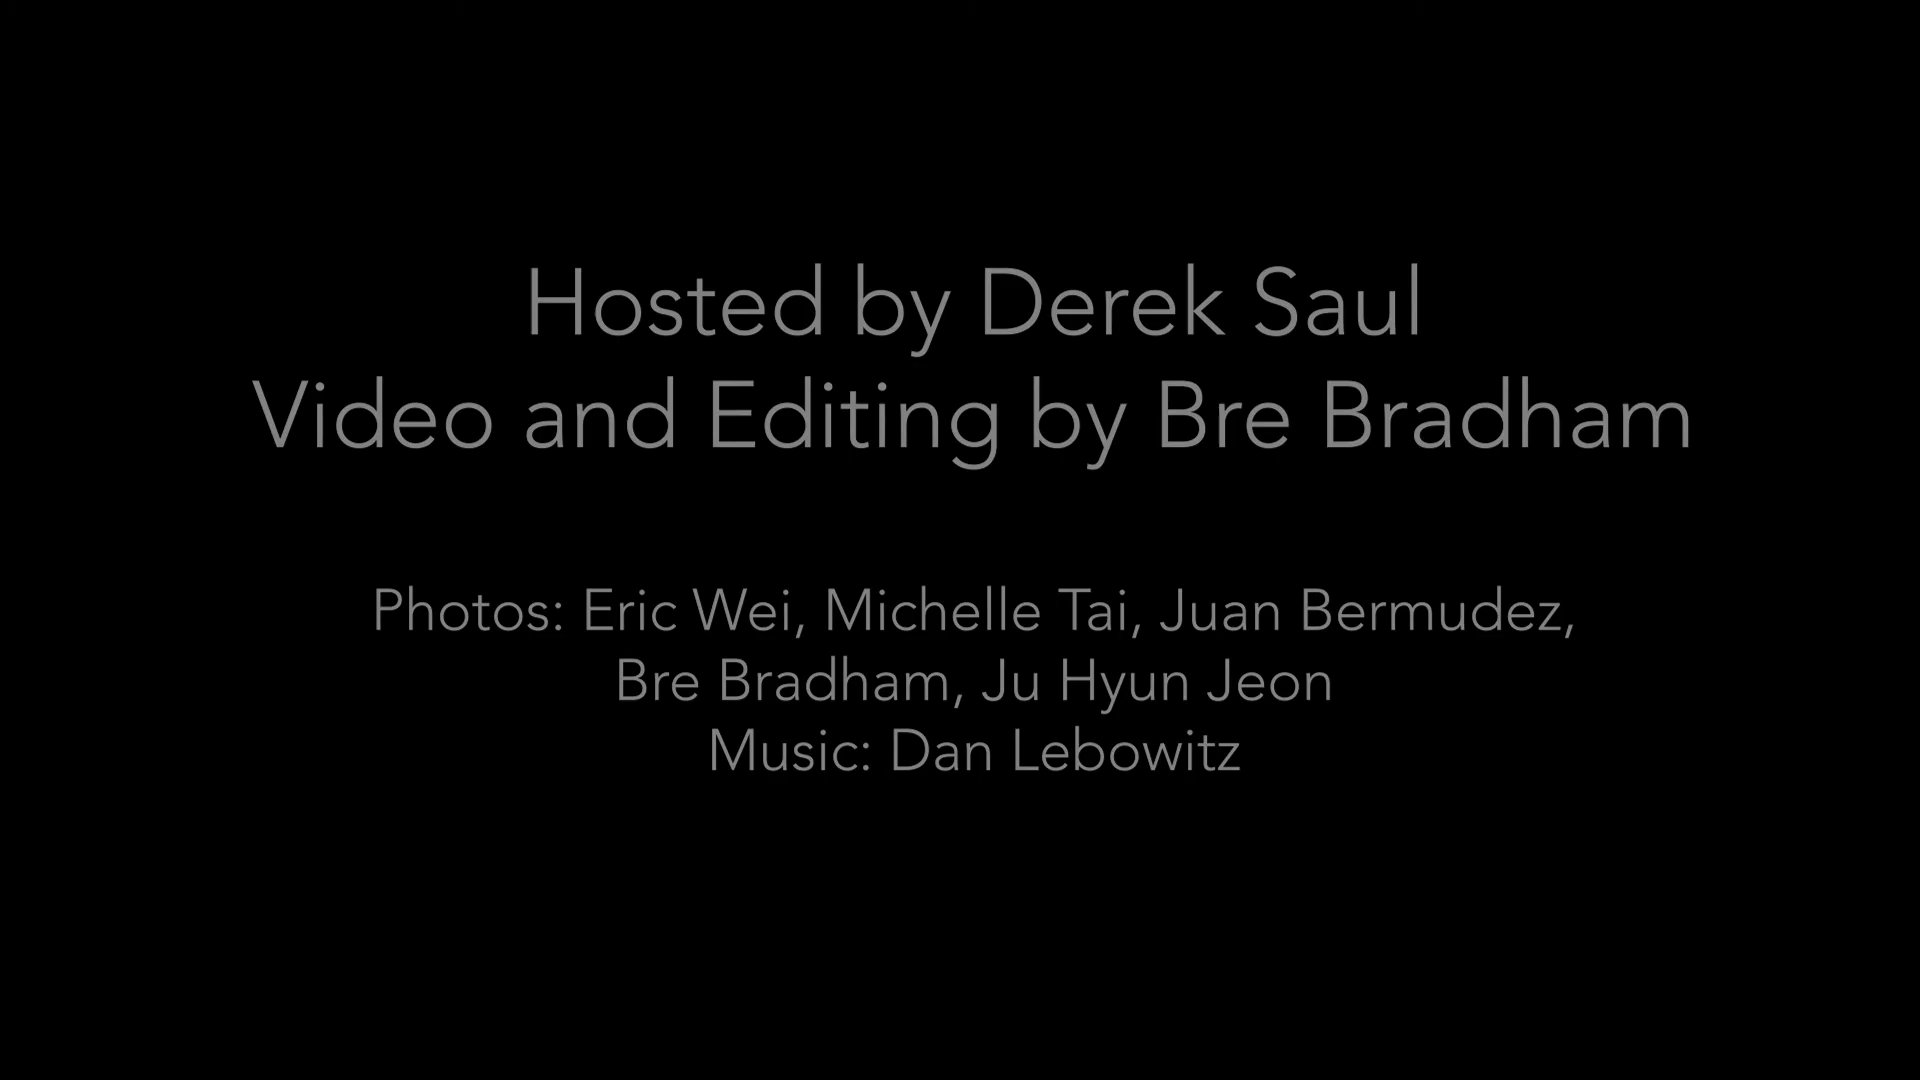 Hosted by Derek Saul
Video and Editing by Bre Bradham
Photos: Eric Wei, Michelle Tai, Juan Bermudez,
Bre Bradham, Ju Hyun Jeon
Music: Dan Lebowitz